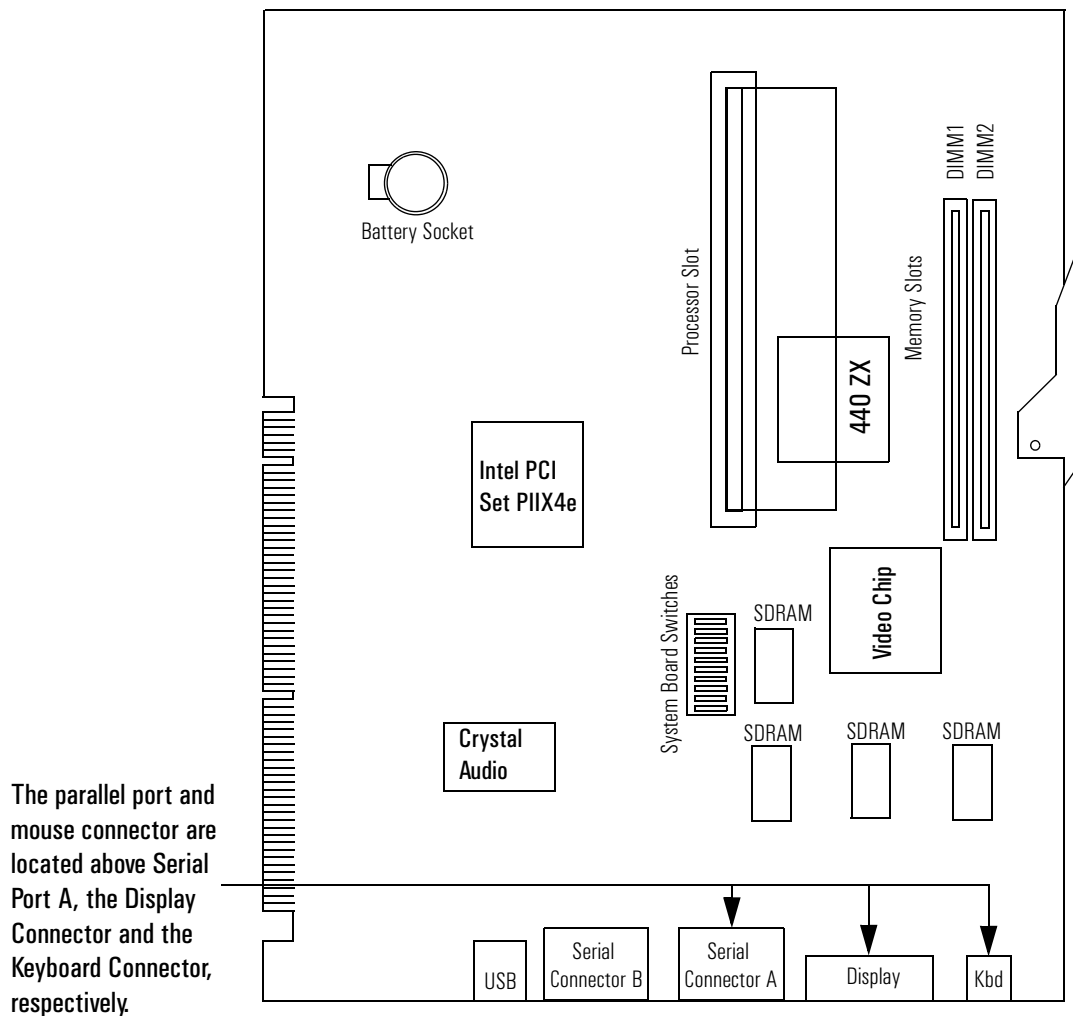 DIMM1
DIMM2
Battery Socket
Processor Slot
Memory Slots
440 ZX
Intel PCI
Set PIIX4e
Video Chip
System Board Switches
SDRAM
SDRAM
SDRAM
SDRAM
Crystal
Audio
The parallel port and
mouse connector are
located above Serial
Port A, the Display
Connector and the
Keyboard Connector,
respectively.
USB
Serial
Connector B
Serial
Connector A
Display
Kbd